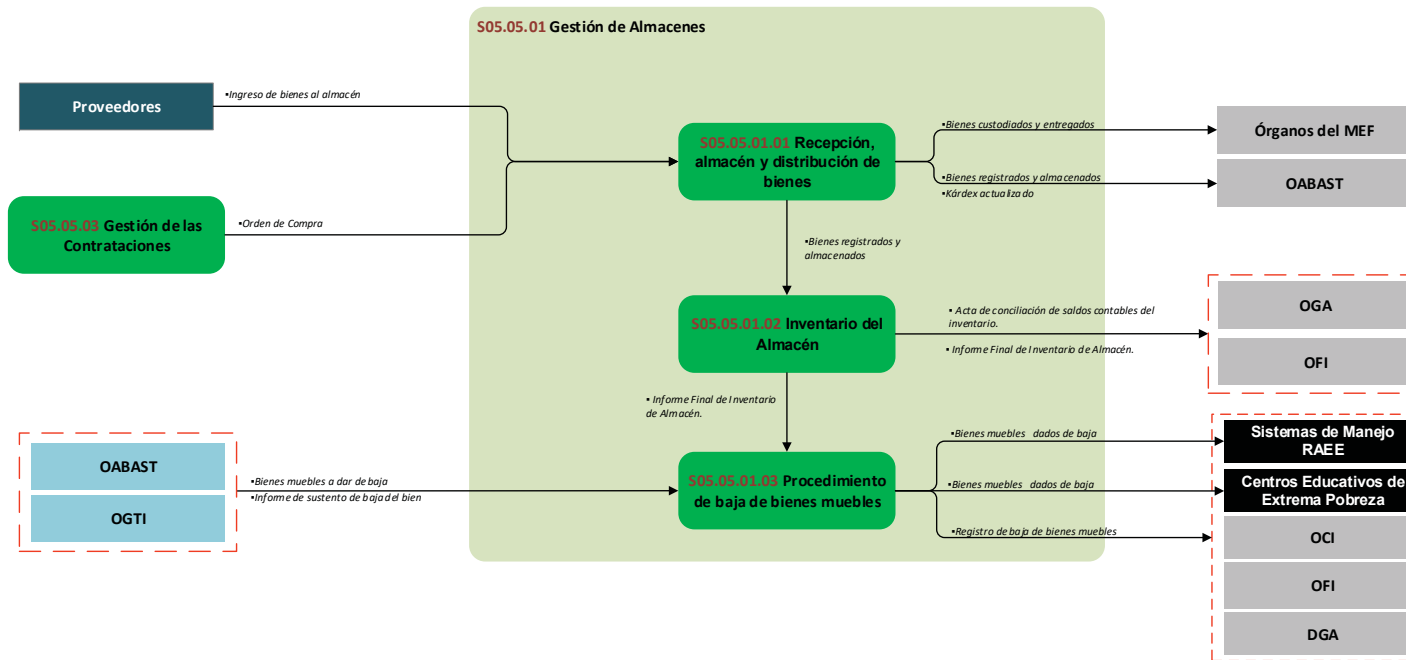 S05.05.01 Gestión de Almacenes
Proveedores
▪Ingreso de bienes al almacén
S05.05.03 Gestión de las
Contrataciones
▪Orden de Compra
S05.05.01.01 Recepción,
almacén y distribución de
bienes
▪Bienes custodiados y entregados
▪Bienes registrados y almacenados
▪Kárdex actualizado
Órganos del MEF
OABAST
▪Bienes registrados y
almacenados
S05.05.01.02 Inventario del
Almacén
▪ Acta de conciliación de saldos contables del
inventario.
▪ Informe Final de Inventario de Almacén.
OGA
OFI
▪ Informe Final de Inventario
de Almacén.
OABAST
OGTI
▪Bienes muebles a dar de baja
▪Informe de sustento de baja del bien
S05.05.01.03 Procedimiento
de baja de bienes muebles
▪Bienes muebles dados de baja
▪Bienes muebles dados de baja
▪Registro de baja de bienes muebles
Sistemas de Manejo
RAEE
Centros Educativos de
Extrema Pobreza
OCI
OFI
DGA